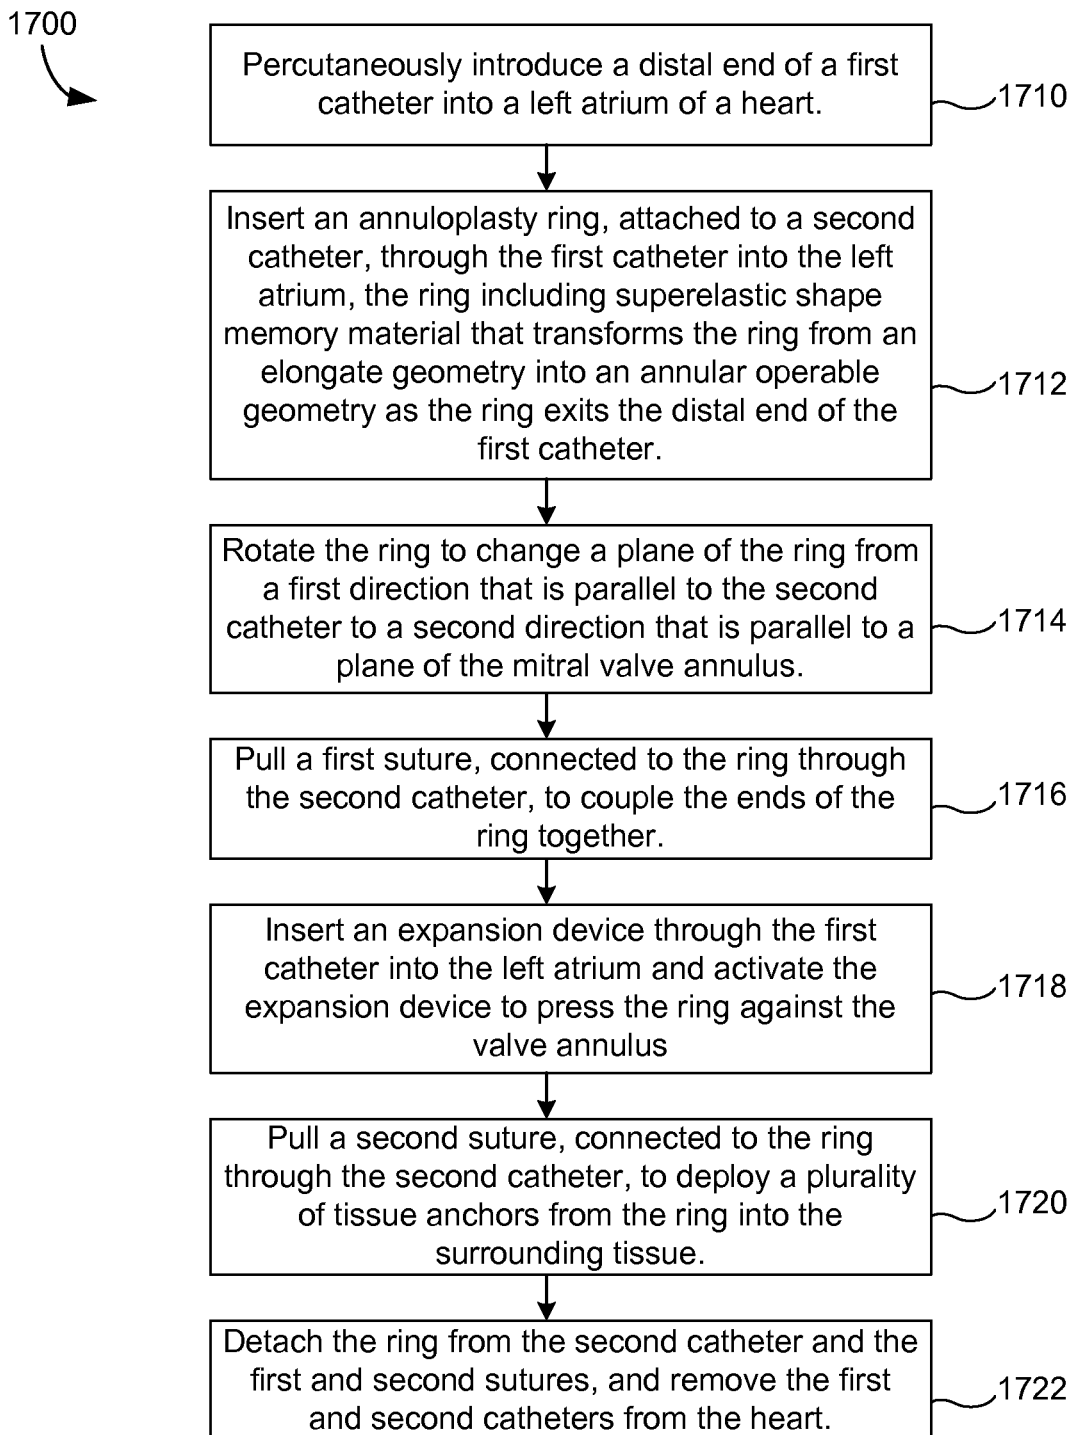 1700
Percutaneously introduce a distal end of a first
catheter into a left atrium of a heart.
1710
Insert an annuloplasty ring, attached to a second
catheter, through the first catheter into the left
atrium, the ring including superelastic shape
memory material that transforms the ring from an
elongate geometry into an annular operable
geometry as the ring exits the distal end of the
first catheter.
1712
Rotate the ring to change a plane of the ring from
a first direction that is parallel to the second
catheter to a second direction that is parallel to a
plane of the mitral valve annulus.
1714
Pull a first suture, connected to the ring through
the second catheter, to couple the ends of the
ring together.
1716
Insert an expansion device through the first
catheter into the left atrium and activate the
expansion device to press the ring against the
valve annulus
1718
Pull a second suture, connected to the ring
through the second catheter, to deploy a plurality
of tissue anchors from the ring into the
surrounding tissue.
1720
Detach the ring from the second catheter and the
first and second sutures, and remove the first
and second catheters from the heart.
1722